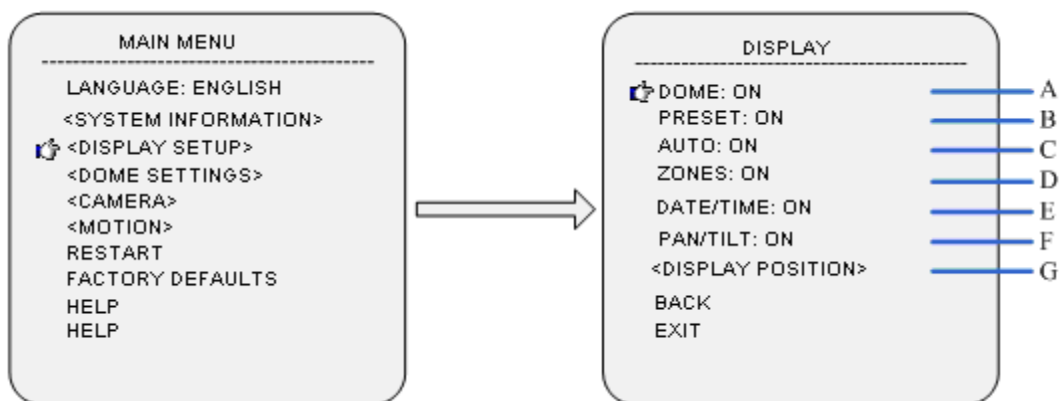 MAIN MENU
LANGUAGE: ENGLISH
<SYSTEM INFORMATION>
<DISPLAY SETUP>
<DOME SETTINGS>
<CAMERA>
<MOTION>
RESTART
FACTORY DEFAULTS
HELP
HELP
DISPLAY
DOME: ON
A
PRESET: ON
B
AUTO: ON
C
ZONES: ON
D
DATE/TIME: ON
E
PAN/TILT: ON
F
<DISPLAY POSITION>
G
BACK
EXIT